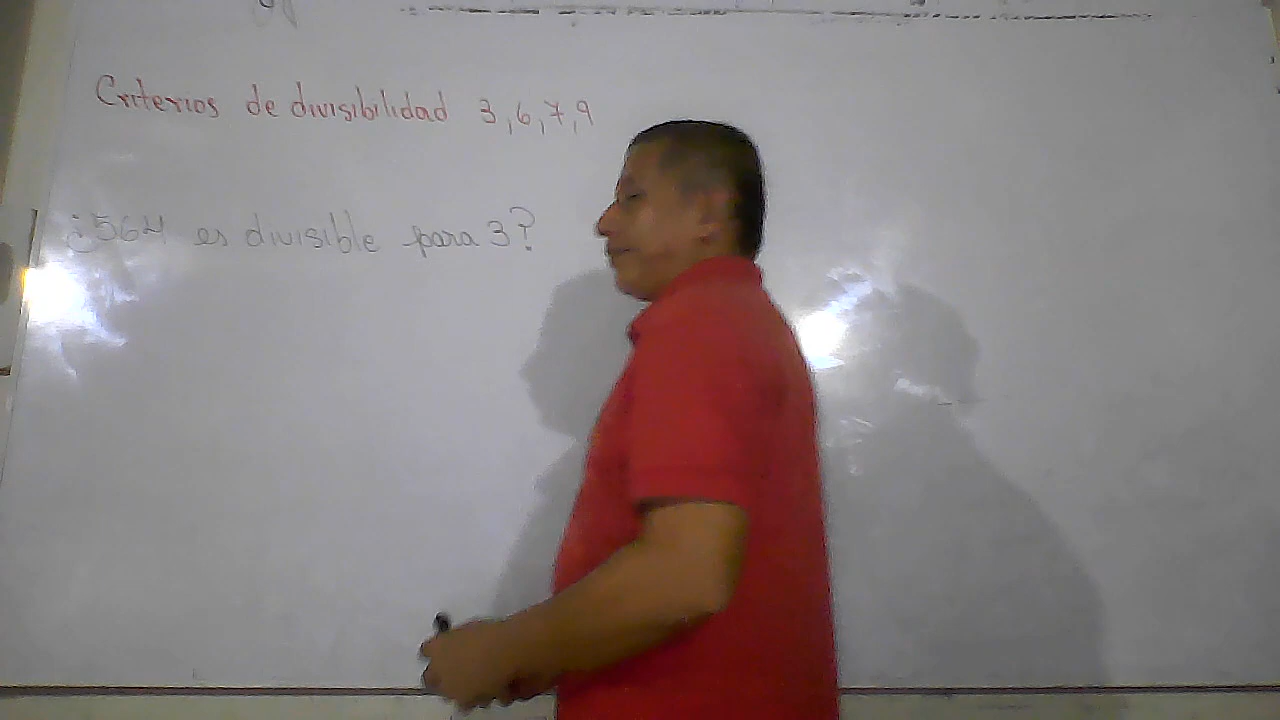 Criterios de divisibilidad 3,6,7,9
¿564 es divisible para 3?